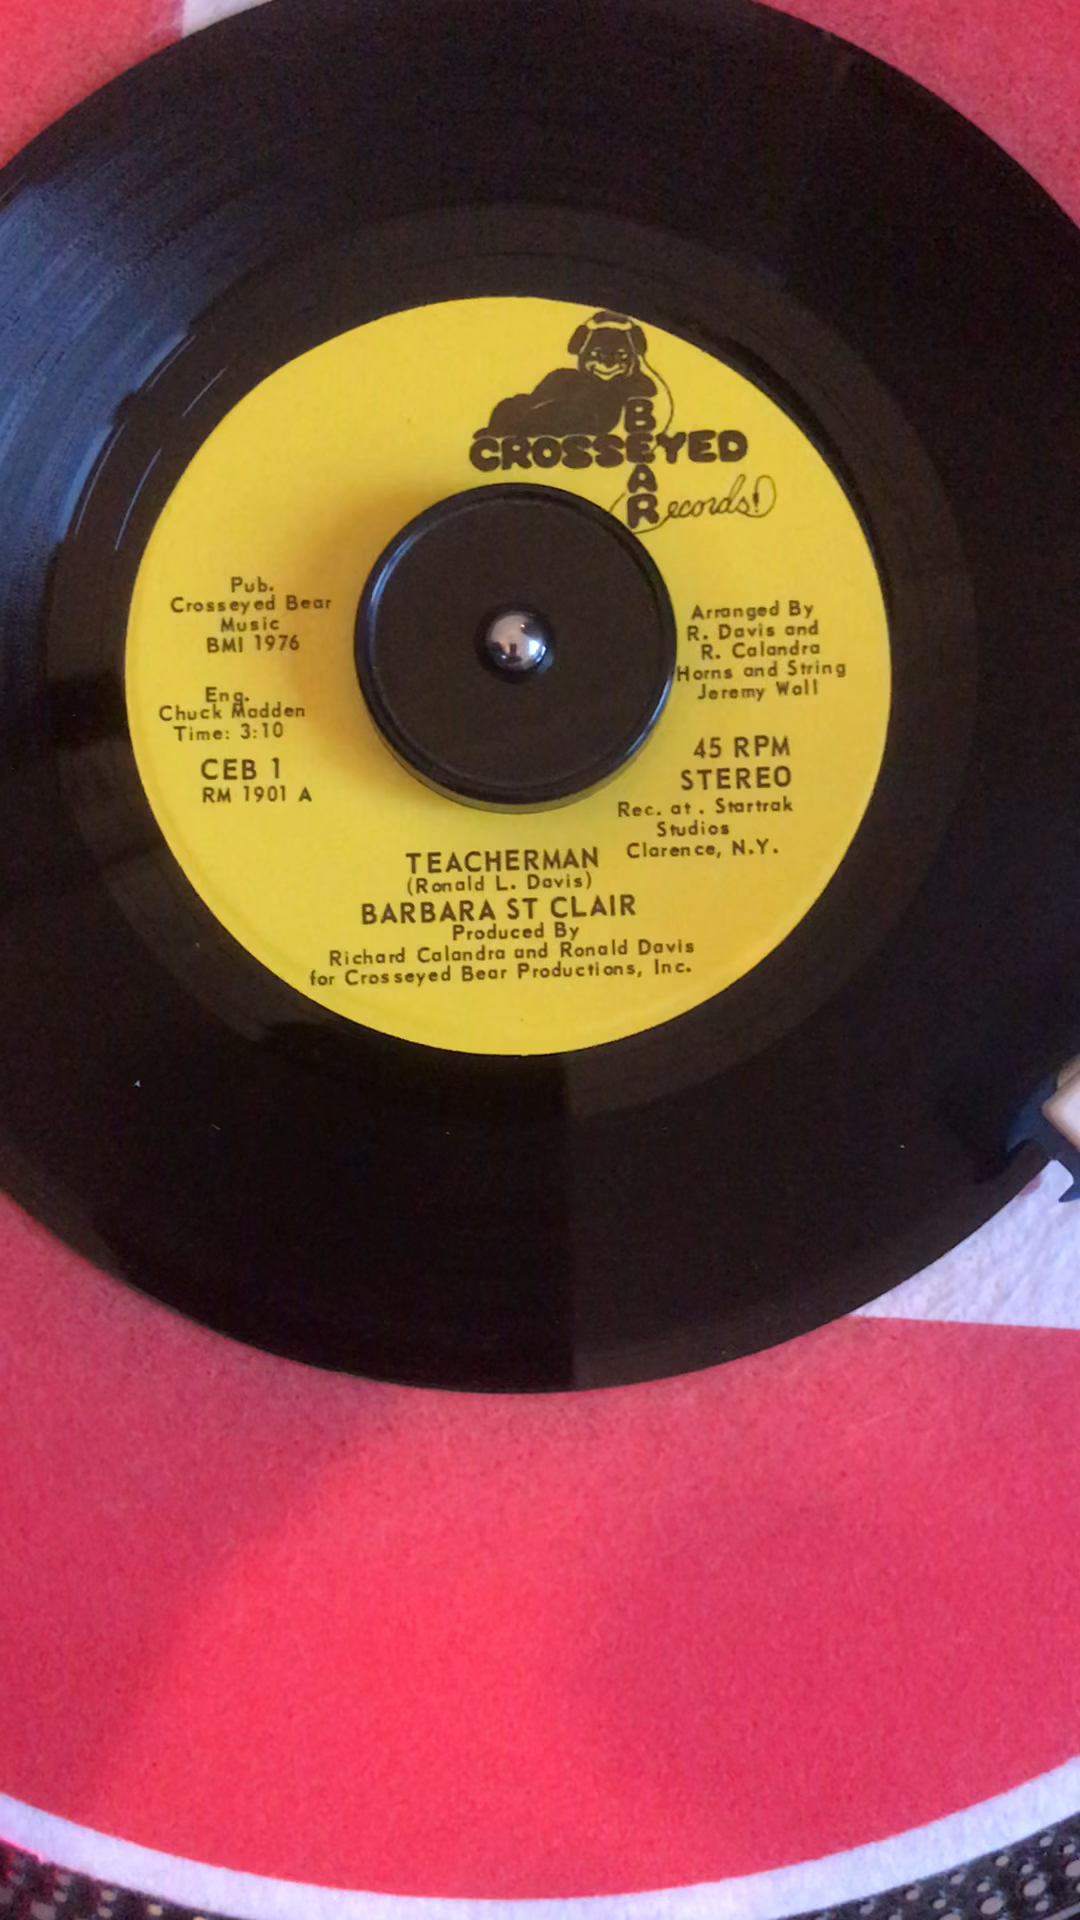 CROSSEYED
BEAR
Records!
Pub.
Crosseyed Bear
Music
BMI 1976
Eng.
Chuck Madden
Time: 3:10
CEB 1
RM 1901 A
Arranged By
R. Davis and
R. Calandra
Horns and String
Jeremy Wall
45 RPM
STEREO
Rec. at . Startrak
Studios
Clarence, N.Y.
TEACHERMAN
(Ronald L. Davis)
BARBARA ST CLAIR
Produced By
Richard Calandra and Ronald Davis
for Crosseyed Bear Productions, Inc.